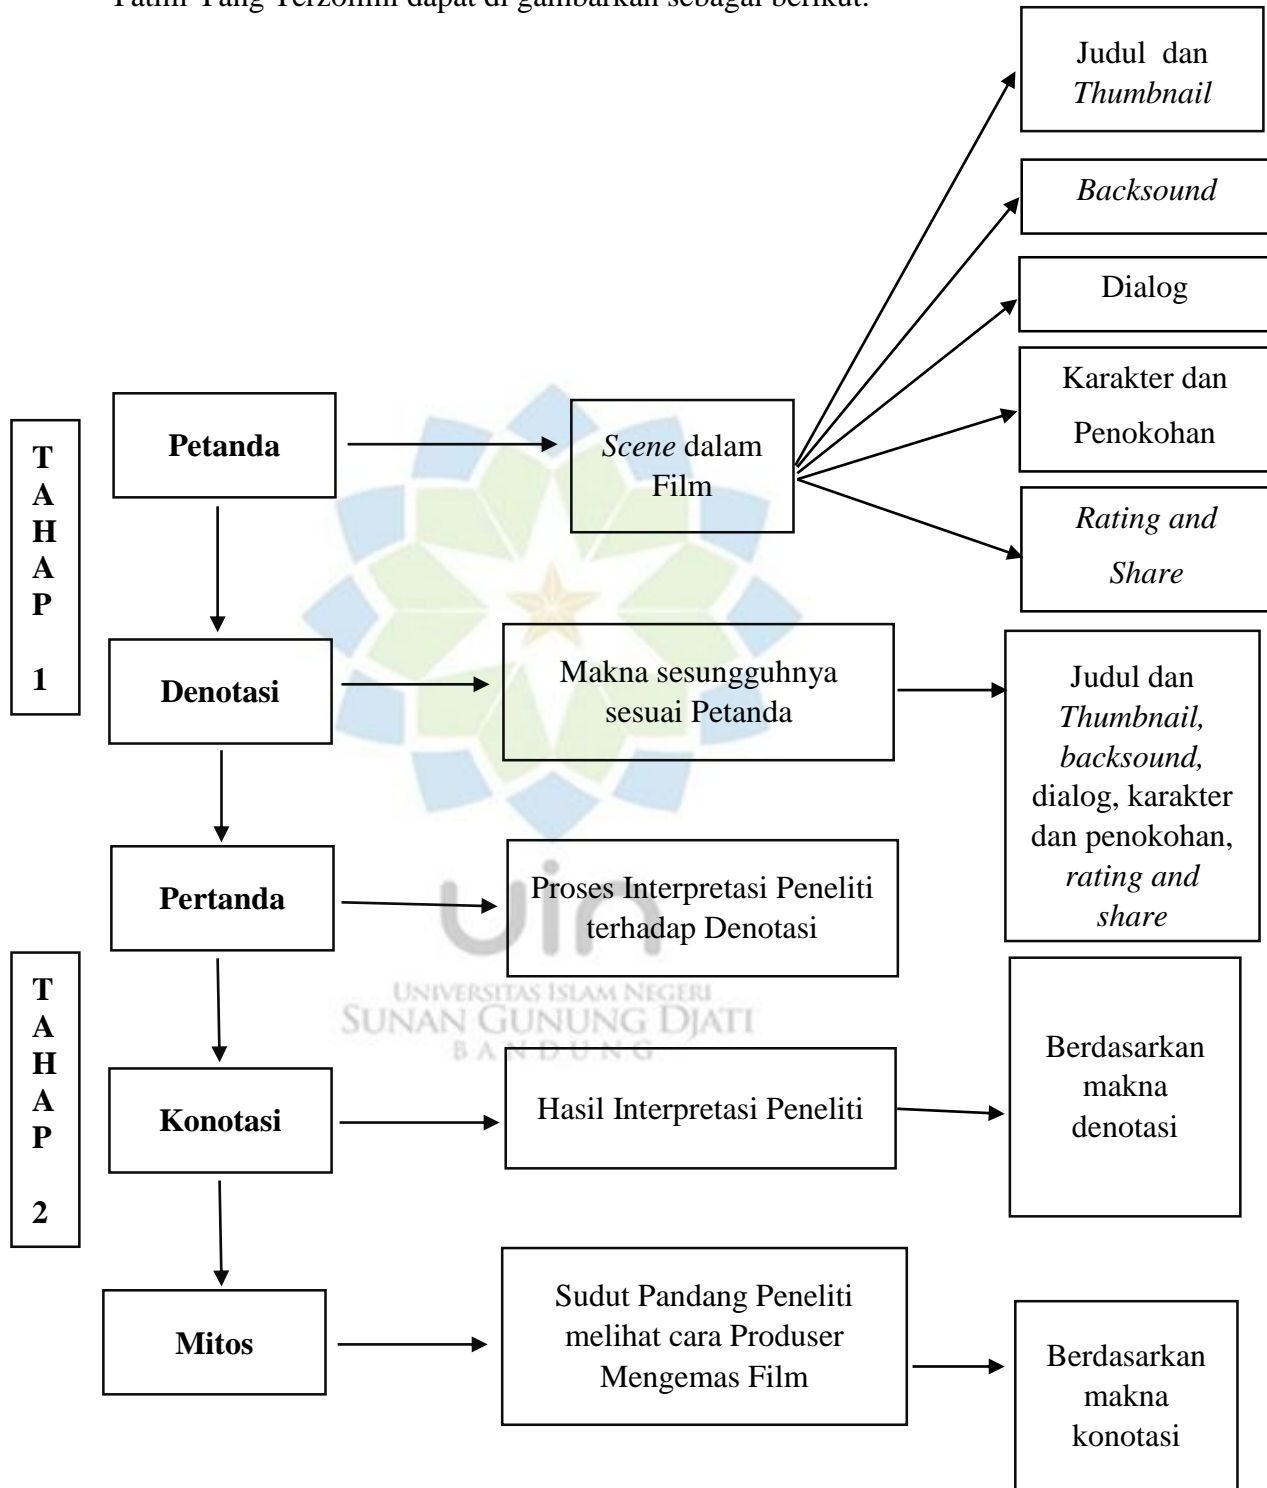 Yatim Yang Terzolimi dapat di gambarkan sebagai berikut:
Judul dan
Thumbnail
Backsound
Dialog
Karakter dan
Penokohan
Rating and
Share
T
A
H
A
P
1
Petanda
Scene dalam
Film
Denotasi
Makna sesungguhnya
sesuai Petanda
Judul dan
Thumbnail,
backsound,
dialog, karakter
dan penokohan,
rating and
share
Pertanda
Proses Interpretasi Peneliti
terhadap Denotasi
uin
UNIVERSITAS ISLAM NEGERI
SUNAN GUNUNG DJATI
BANDUNG
T
A
H
A
P
2
Konotasi
Hasil Interpretasi Peneliti
Berdasarkan
makna
denotasi
Mitos
Sudut Pandang Peneliti
melihat cara Produser
Mengemas Film
Berdasarkan
makna
konotasi